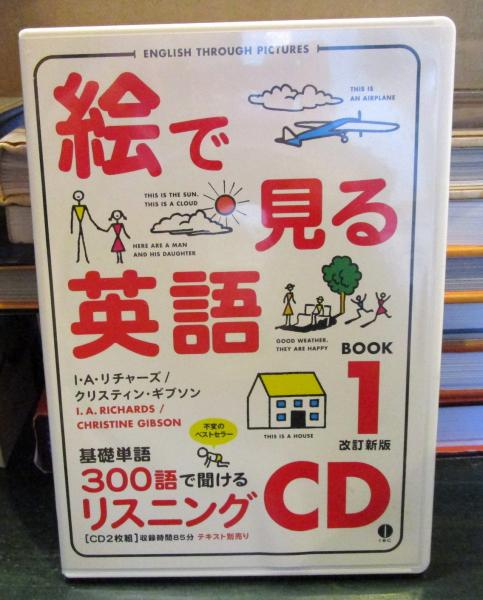 ENGLISH THROUGH PICTURES
絵で
THIS IS
AN AIRPLANE
THIS IS THE SUN.
THIS IS A CLOUD
見る
HERE ARE A MAN
AND HIS DAUGHTER
英語
GOOD WEATHER.
THEY ARE HAPPY
BOOK
1
改訂新版
I・A・リチャーズ/
クリスティン・ギブソン
I. A. RICHARDS /
CHRISTINE GIBSON
THIS IS A HOUSE
不変の
ベストセラー
基礎単語
300語で聞ける
リスニングCD
[CD2枚組]収録時間85分 テキスト別売り
IBC